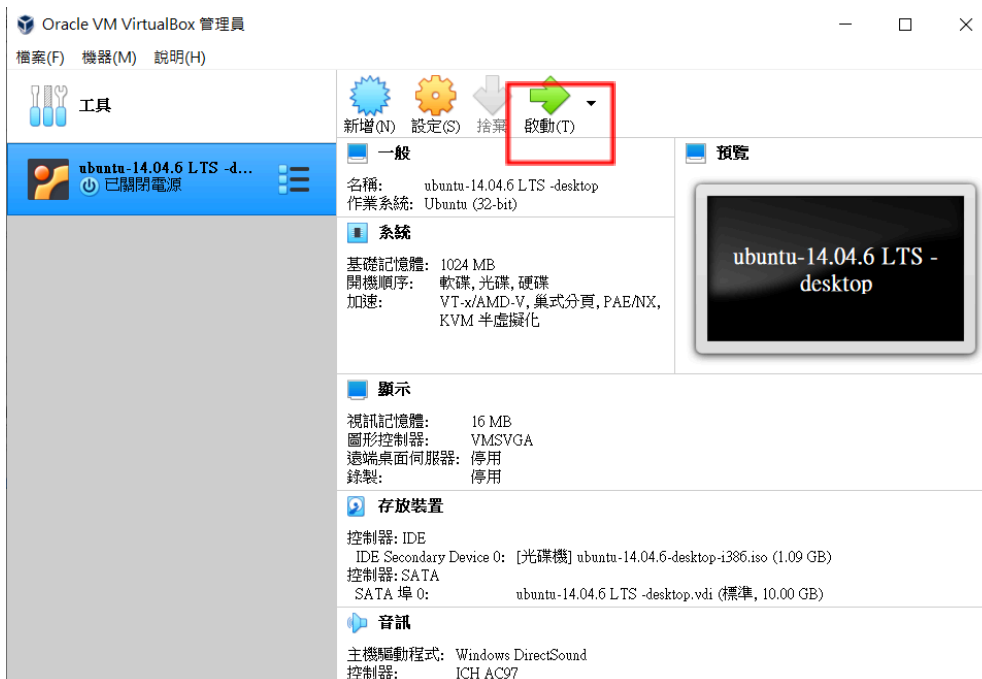 Oracle VM VirtualBox 管理員
檔案(F) 機器(M) 說明(H)
工具
新增(N) 設定(S) 捨棄 啟動(T)
ubuntu-14.04.6 LTS -d...
已關閉電源
一般
名稱: ubuntu-14.04.6 LTS -desktop
作業系統: Ubuntu (32-bit)
預覽
ubuntu-14.04.6 LTS -
desktop
系統
基礎記憶體: 1024 MB
開機順序: 軟碟, 光碟, 硬碟
加速: VT-x/AMD-V, 巢式分頁, PAE/NX,
KVM 半虛擬化
顯示
視訊記憶體: 16 MB
圖形控制器: VMSVGA
遠端桌面伺服器: 停用
錄製: 停用
存放裝置
控制器: IDE
IDE Secondary Device 0: [光碟機] ubuntu-14.04.6-desktop-i386.iso (1.09 GB)
控制器: SATA
SATA 埠 0: ubuntu-14.04.6 LTS -desktop.vdi (標準, 10.00 GB)
音訊
主機驅動程式: Windows DirectSound
控制器: ICH AC97